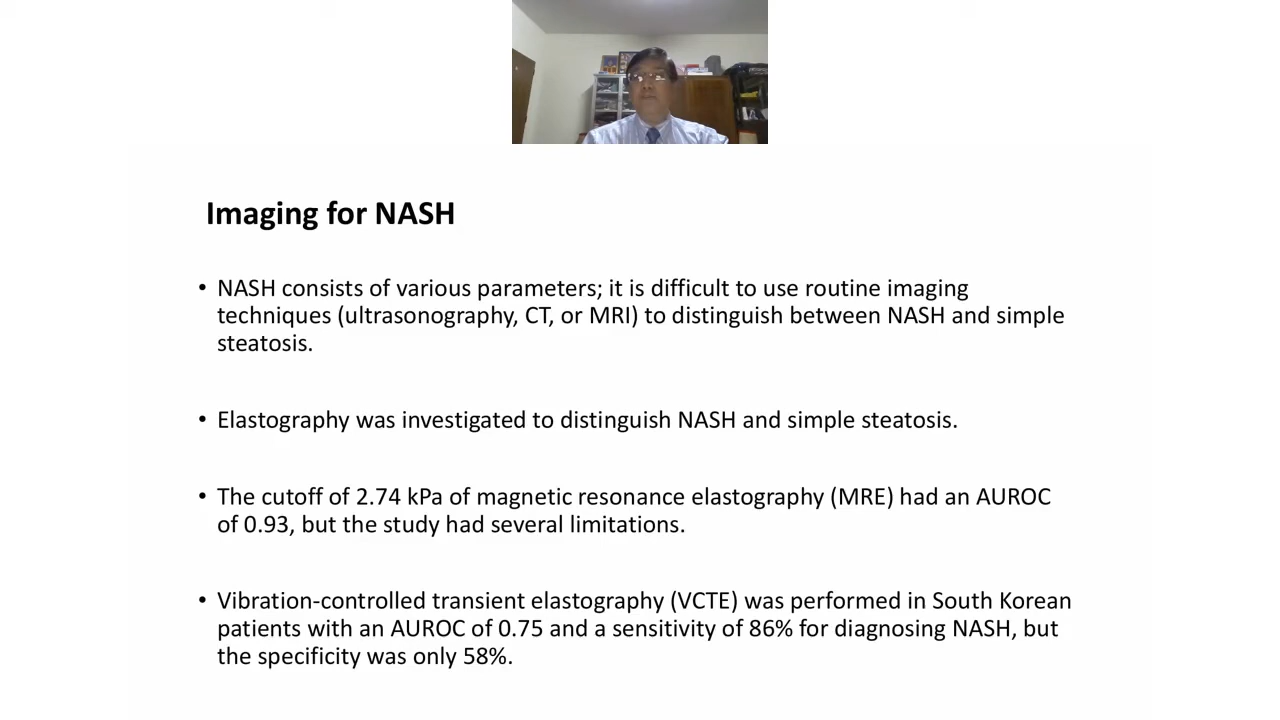 Imaging for NASH
• NASH consists of various parameters; it is difficult to use routine imaging
techniques (ultrasonography, CT, or MRI) to distinguish between NASH and simple
steatosis.
• Elastography was investigated to distinguish NASH and simple steatosis.
• The cutoff of 2.74 kPa of magnetic resonance elastography (MRE) had an AUROC
of 0.93, but the study had several limitations.
• Vibration-controlled transient elastography (VCTE) was performed in South Korean
patients with an AUROC of 0.75 and a sensitivity of 86% for diagnosing NASH, but
the specificity was only 58%.